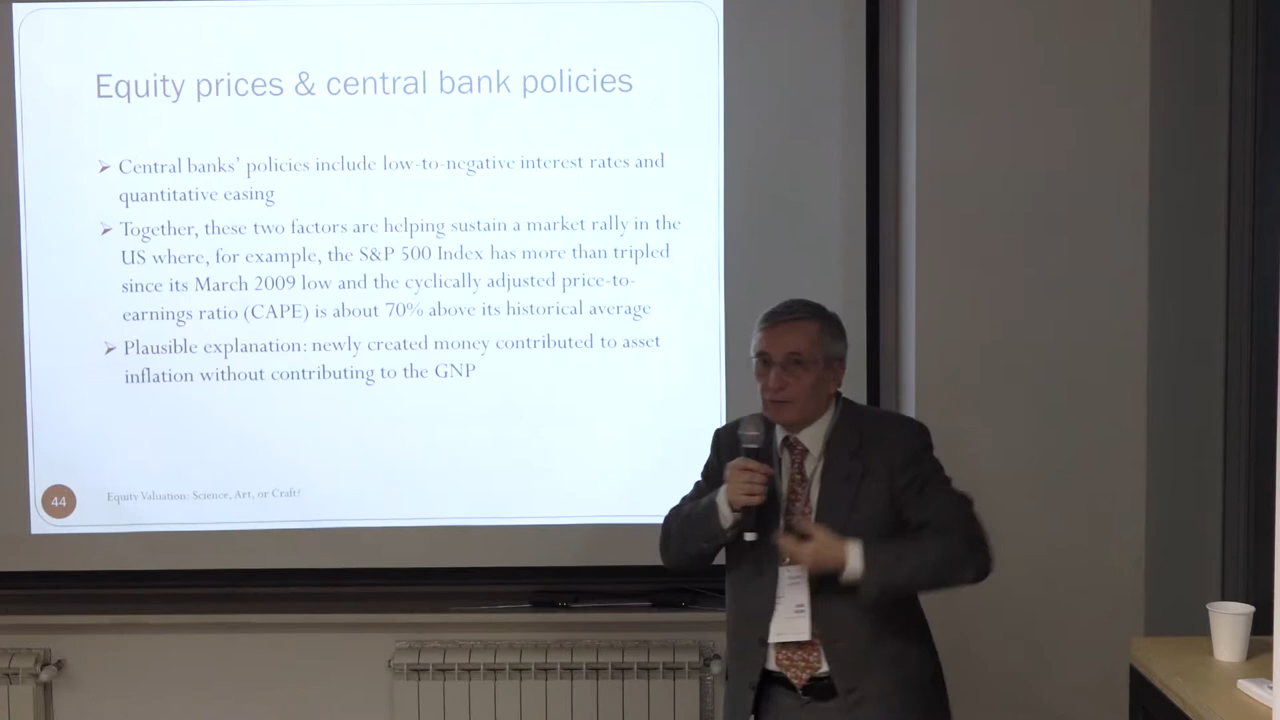 Equity prices & central bank policies
➢ Central banks’ policies include low-to-negative interest rates and
quantitative easing
➢ Together, these two factors are helping sustain a market rally in the
US where, for example, the S&P 500 Index has more than tripled
since its March 2009 low and the cyclically adjusted price-to-
earnings ratio (CAPE) is about 70% above its historical average
➢ Plausible explanation: newly created money contributed to asset
inflation without contributing to the GNP
44
Equity Valuation: Science, Art, or Craft?